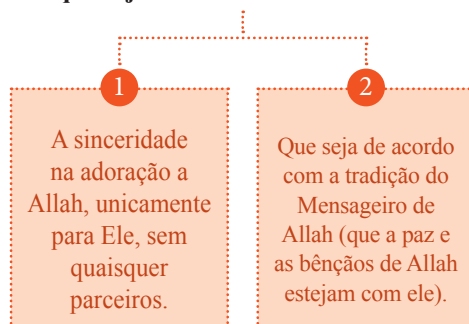 1
A sinceridade
na adoração a
Allah, unicamente
para Ele, sem
quaisquer
parceiros.
2
Que seja de acordo
com a tradição do
Mensageiro de
Allah (que a paz e
as bênçãos de Allah
estejam com ele).